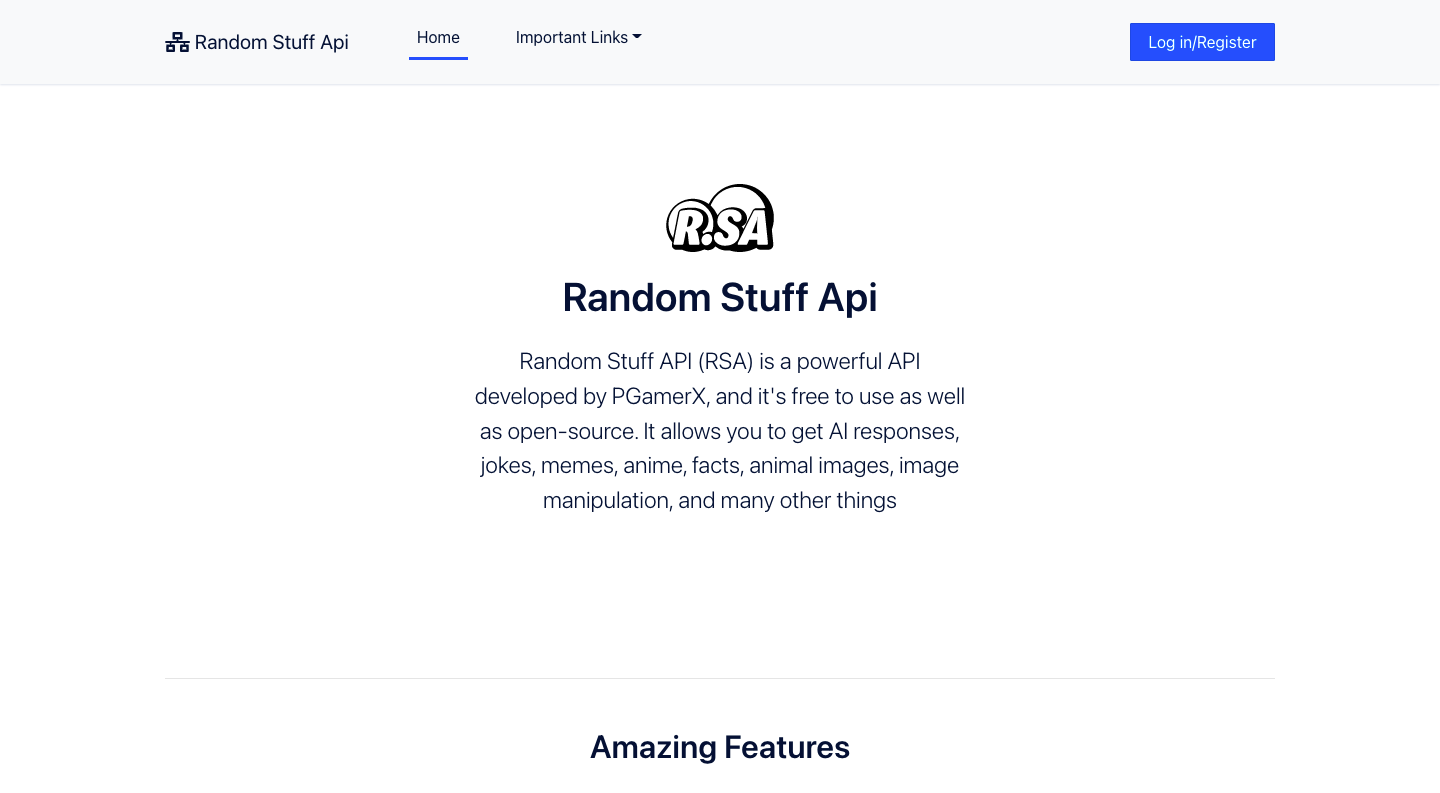 Random Stuff Api
Home
Important Links
Log in/Register
R.SA
Random Stuff Api
Random Stuff API (RSA) is a powerful API
developed by PGamerX, and it's free to use as well
as open-source. It allows you to get AI responses,
jokes, memes, anime, facts, animal images, image
manipulation, and many other things
Amazing Features